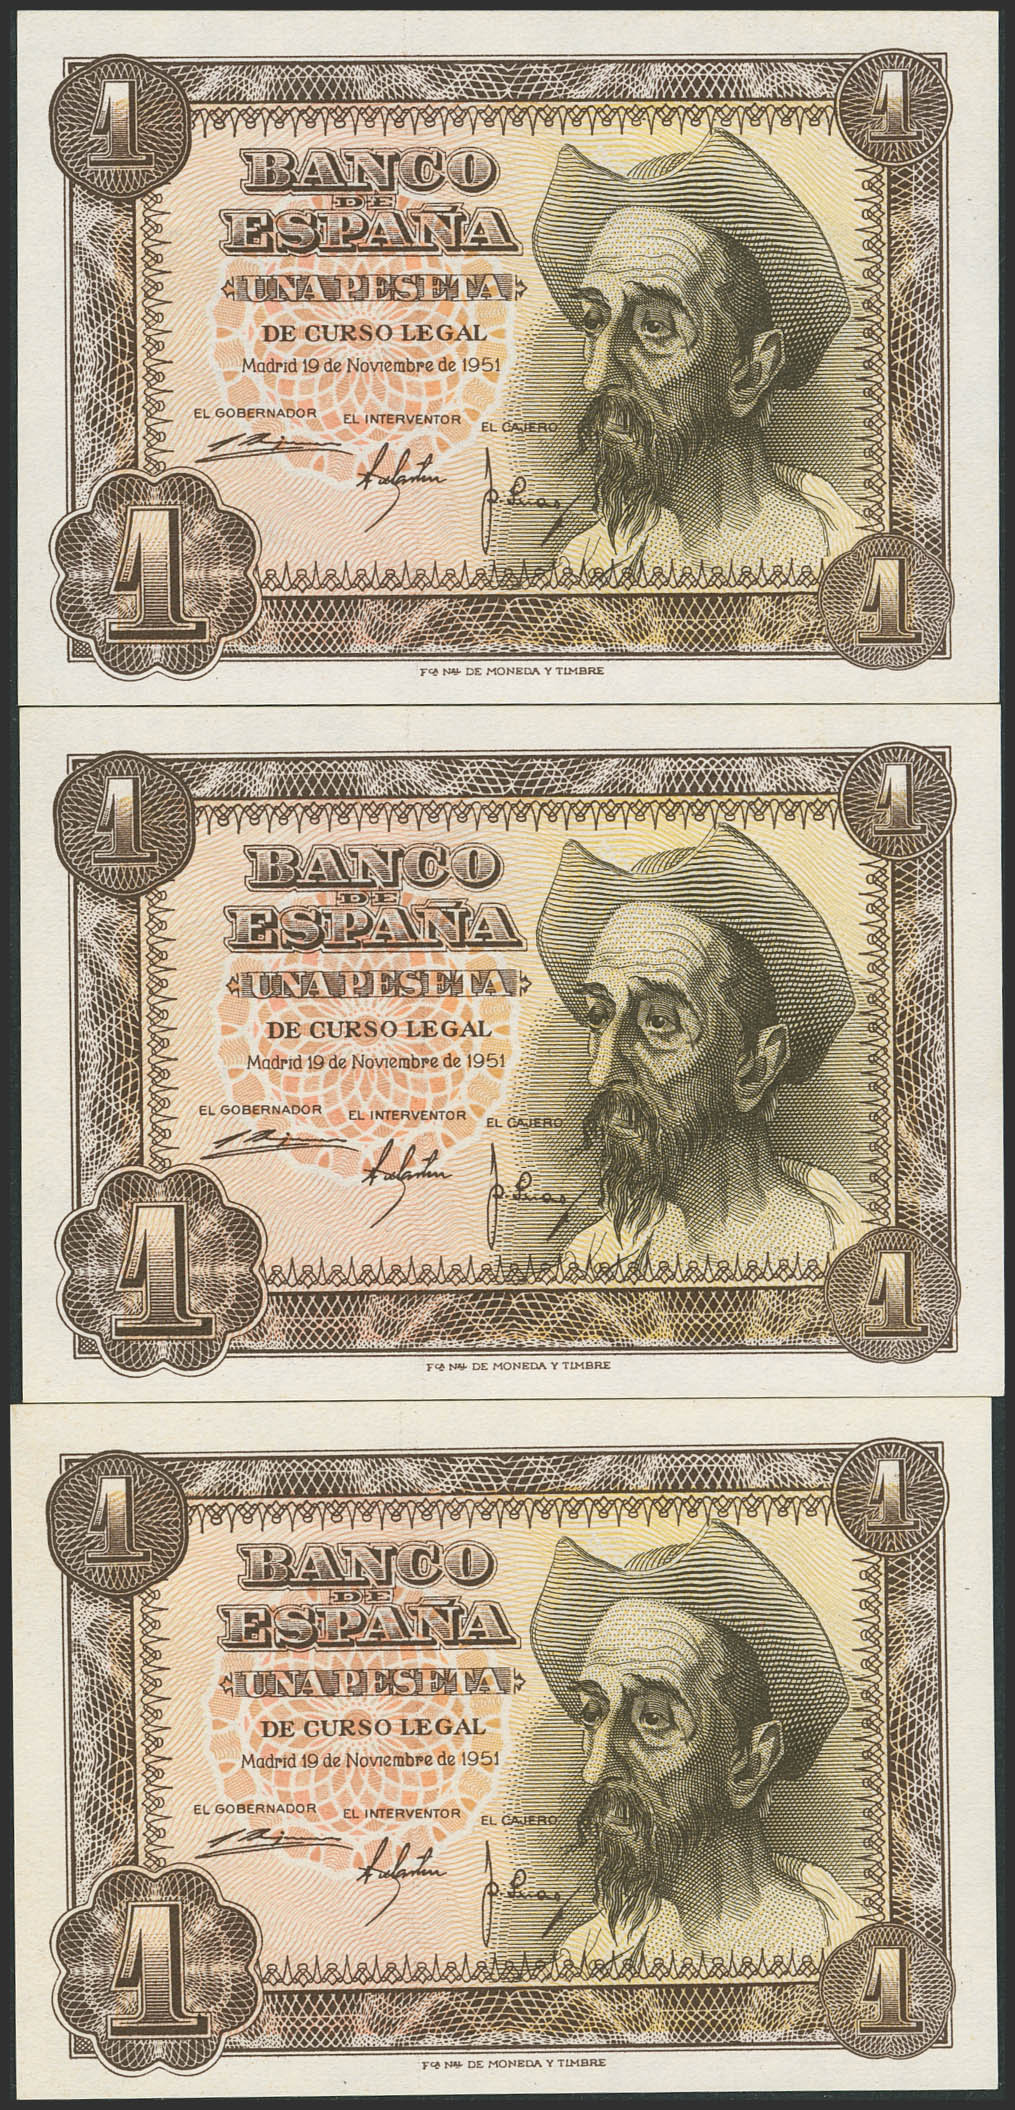 1 1
BANCO
DE
ESPAÑA
UNA PESETA
DE CURSO LEGAL
Madrid 19 de Noviembre de 1951
EL GOBERNADOR EL INTERVENTOR EL CAJERO
1 1
FCA NAL DE MONEDA Y TIMBRE
1 1
BANCO
DE
ESPAÑA
UNA PESETA
DE CURSO LEGAL
Madrid 19 de Noviembre de 1951
EL GOBERNADOR EL INTERVENTOR EL CAJERO
1 1
FCA NAL DE MONEDA Y TIMBRE
1 1
BANCO
DE
ESPAÑA
UNA PESETA
DE CURSO LEGAL
Madrid 19 de Noviembre de 1951
EL GOBERNADOR EL INTERVENTOR EL CAJERO
1 1
FCA NAL DE MONEDA Y TIMBRE